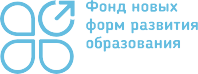 Фонд новых
форм развития
образования